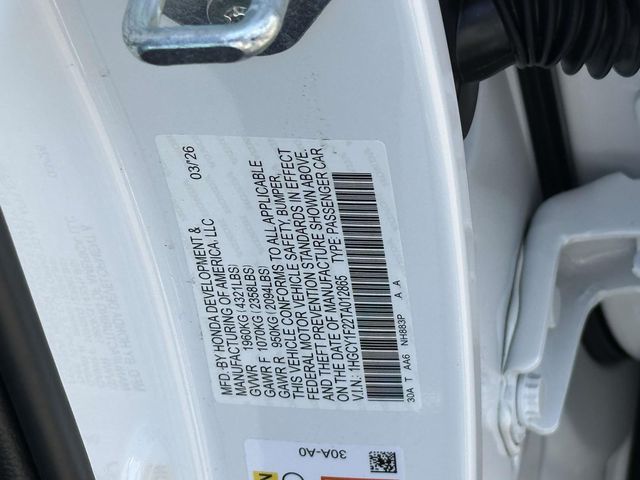 MFD. BY HONDA DEVELOPMENT & 03/26
MANUFACTURING OF AMERICA, LLC
GVWR 1960KG (4321LBS)
GAWR F 1070KG (2358LBS)
GAWR R 950KG (2094LBS)
THIS VEHICLE CONFORMS TO ALL APPLICABLE
FEDERAL MOTOR VEHICLE SAFETY, BUMPER,
AND THEFT PREVENTION STANDARDS IN EFFECT
ON THE DATE OF MANUFACTURE SHOWN ABOVE.
V.I.N: 1HGCY1F22TA012865 TYPE PASSENGER CAR
30A T AA6 NH883P A A
30A-A0